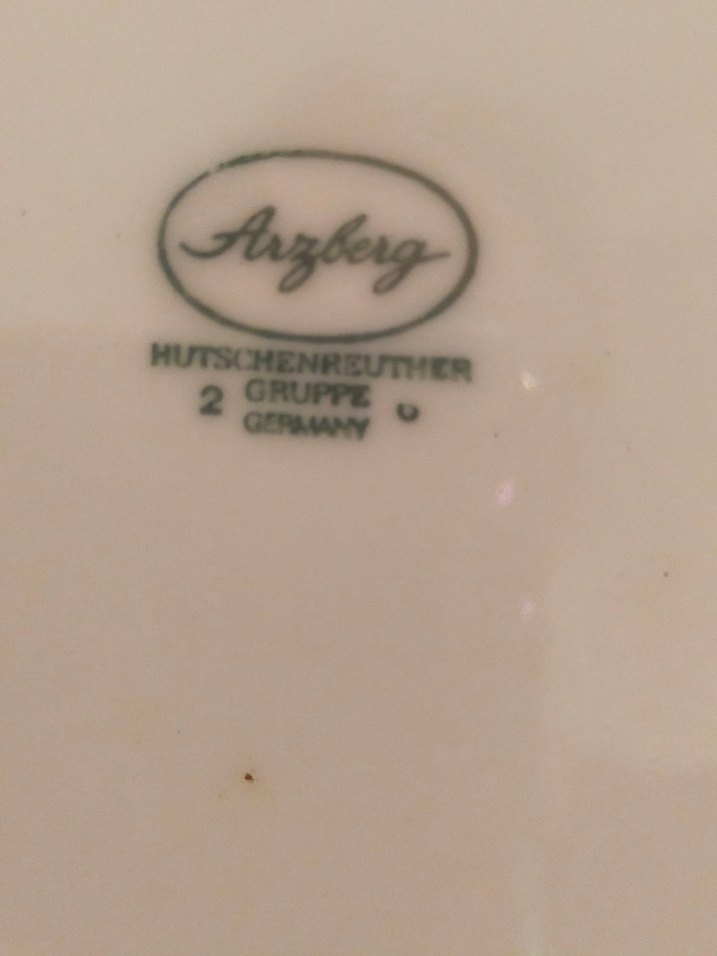 Arzberg
HUTSCHENREUTHER
2 GRUPPE
GERMANY